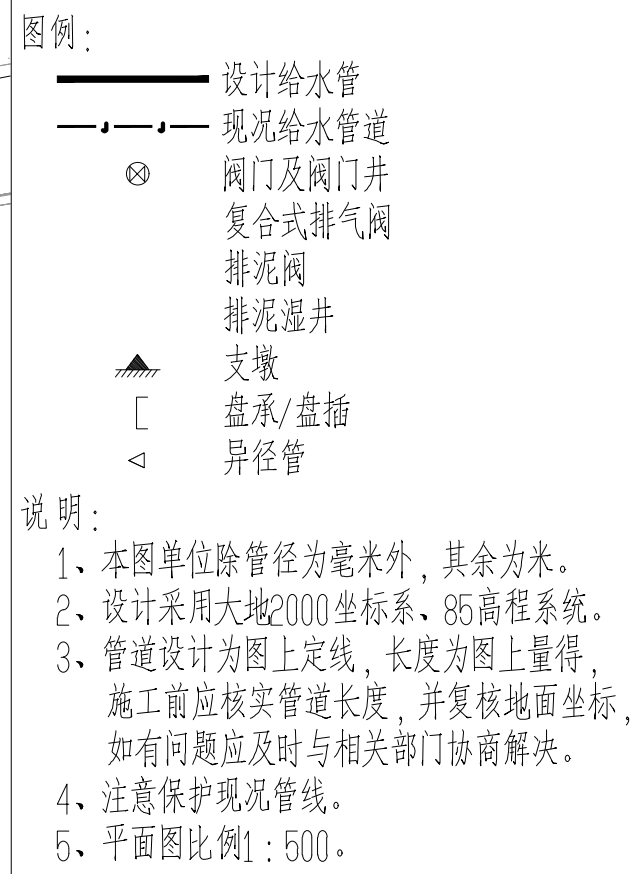 图例：
设计给水管
现况给水管道
阀门及阀门井
复合式排气阀
排泥阀
排泥湿井
支墩
盘承/盘插
异径管
说明：
1、本图单位除管径为毫米外，其余为米。
2、设计采用大地2000坐标系、85高程系统。
3、管道设计为图上定线，长度为图上量得，
施工前应核实管道长度，并复核地面坐标，
如有问题应及时与相关部门协商解决。
4、注意保护现况管线。
5、平面图比例1：500。